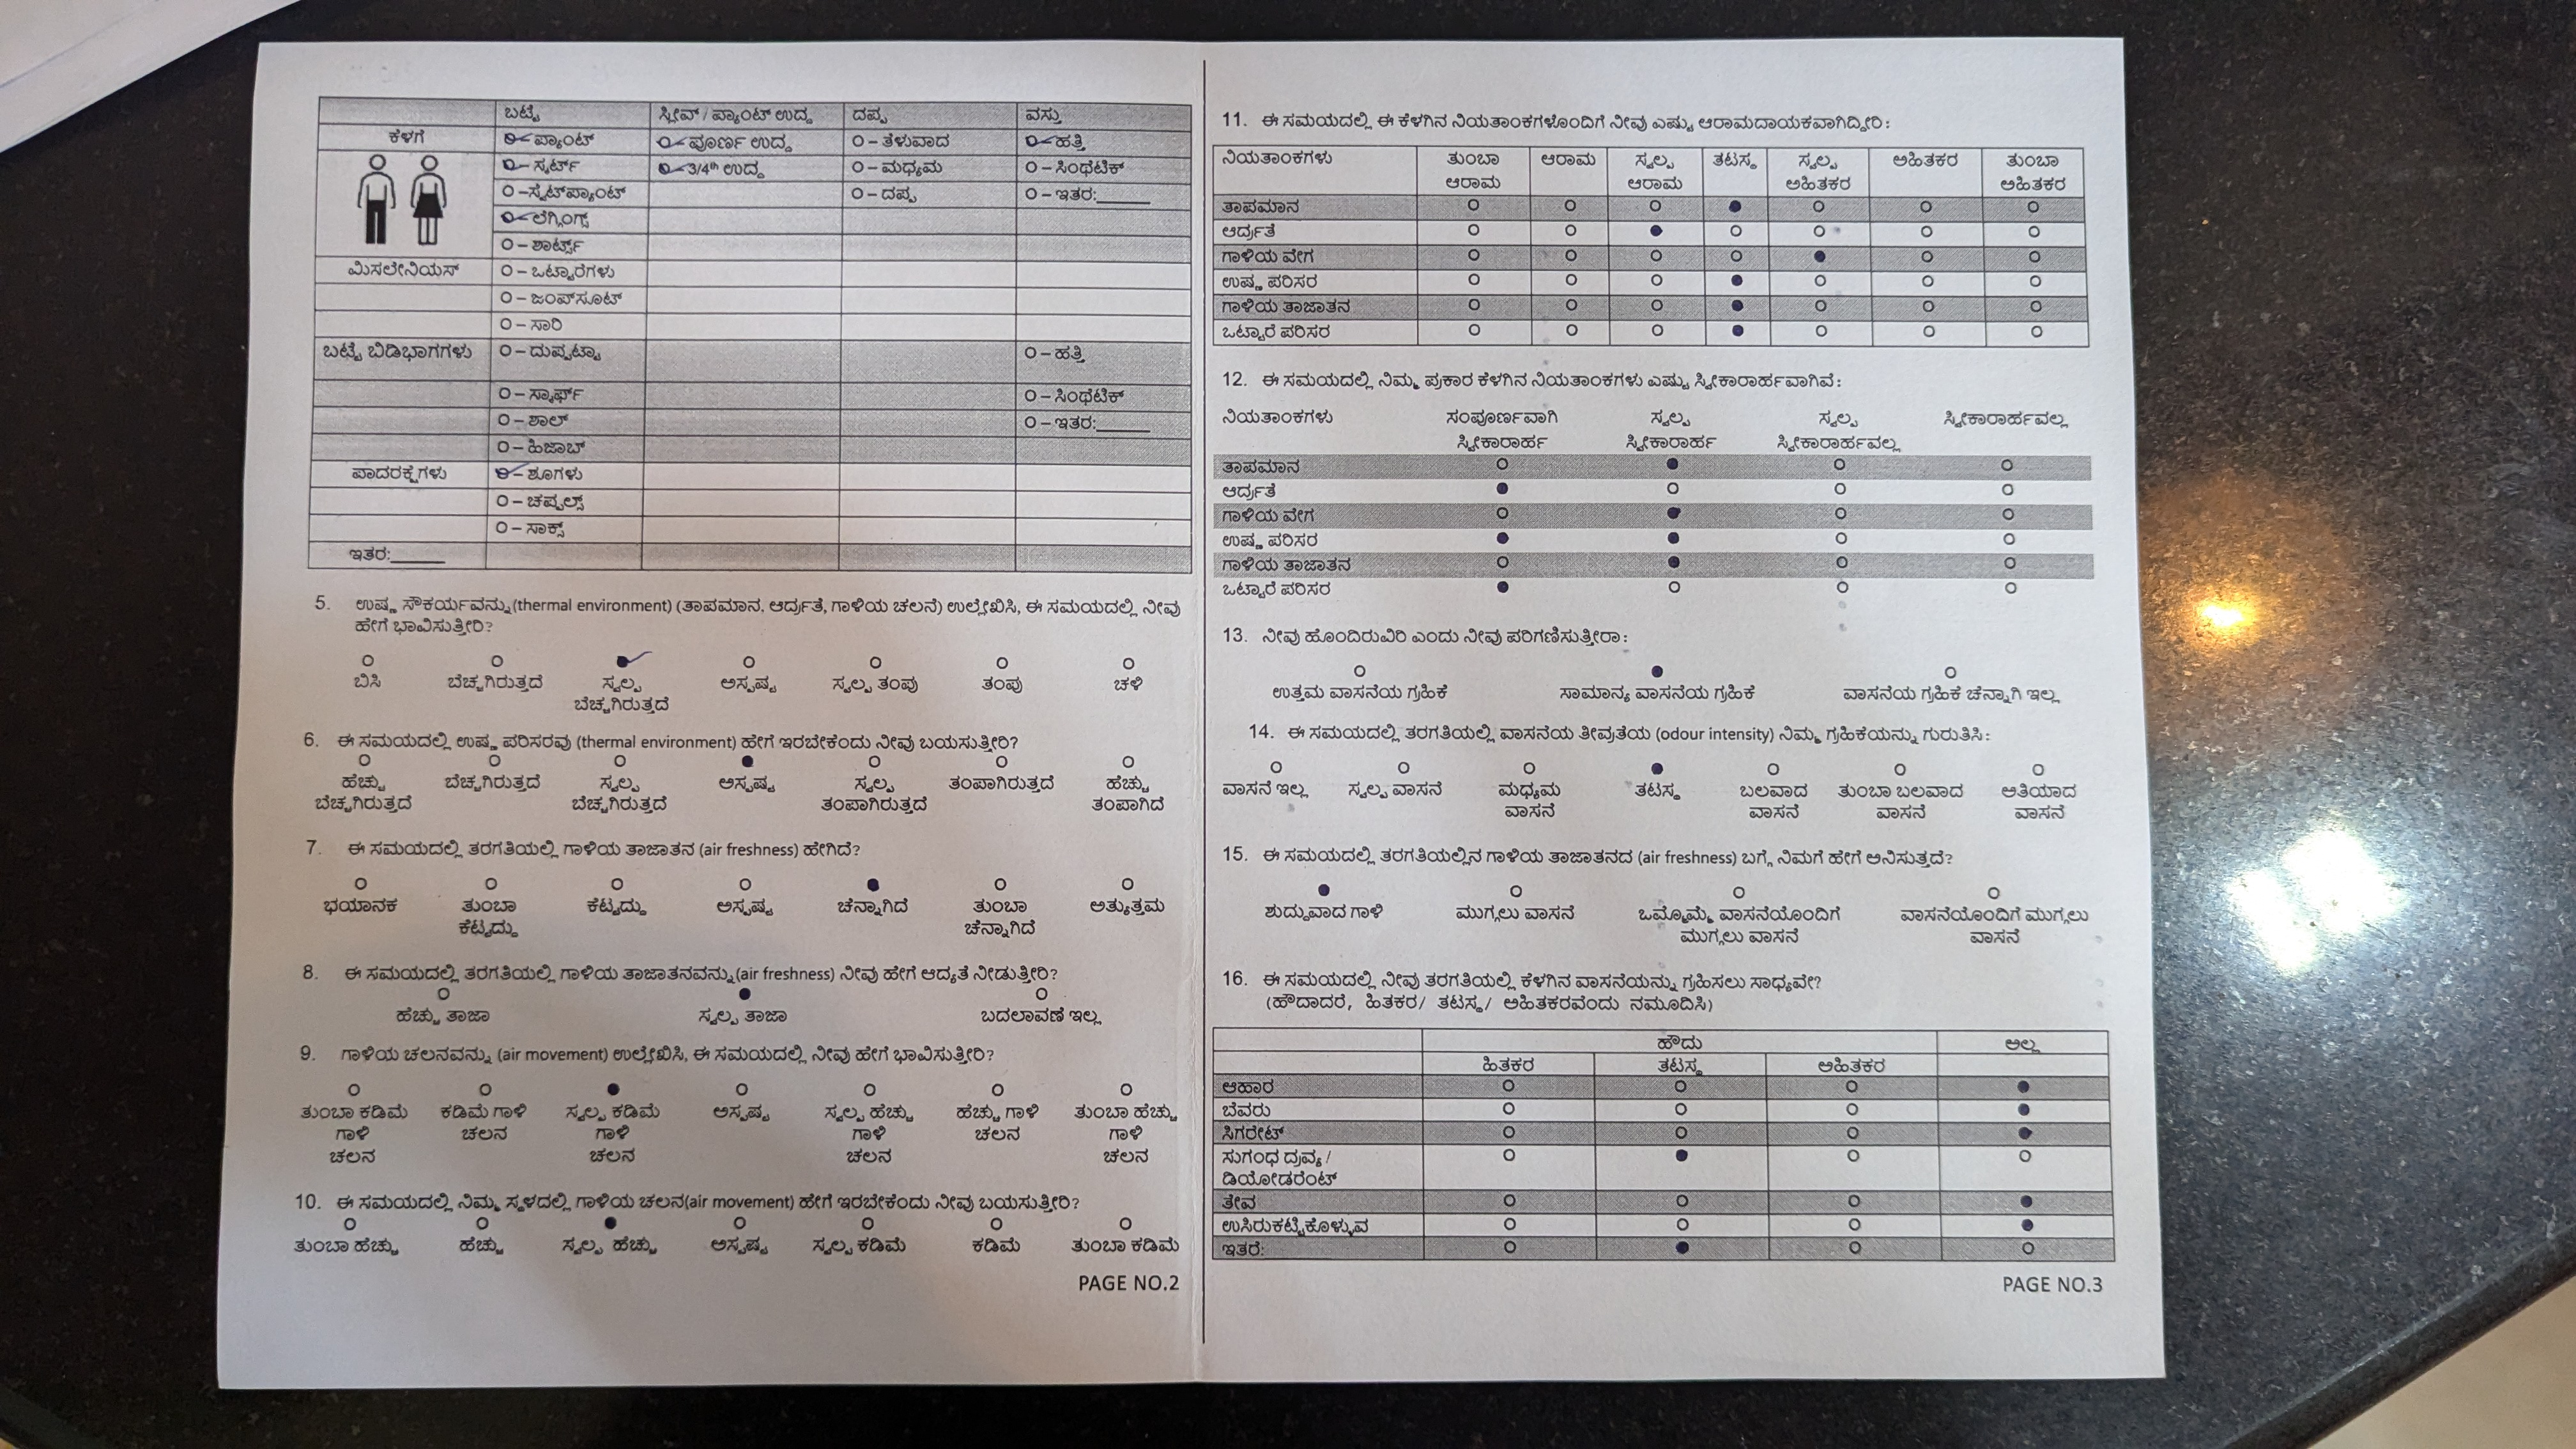 ಬಟ್ಟೆ ಸ್ಲೀವ್ / ಪ್ಯಾಂಟ್ ಉದ್ದ ದಪ್ಪ ವಸ್ತು
ಕೆಳಗೆ ಪ್ಯಾಂಟ್ ಪೂರ್ಣ ಉದ್ದ O – ತೆಳುವಾದ ಹತ್ತಿ
ಸ್ಕರ್ಟ್ 3/4th ಉದ್ದ O – ಮಧ್ಯಮ O – ಸಿಂಥೆಟಿಕ್
O –ಸ್ವೆಟ್‌ಪ್ಯಾಂಟ್ O – ದಪ್ಪ O – ಇತರ:______
ಲೆಗ್ಗಿಂಗ್ಸ್
O – ಶಾರ್ಟ್ಸ್
ಮಿಸಲೇನಿಯಸ್ O – ಒಟ್ಟಾರೆಗಳು
O – ಜಂಪ್‌ಸೂಟ್
O – ಸಾರಿ
ಬಟ್ಟೆ ಬಿಡಿಭಾಗಗಳು O – ದುಪ್ಪಟ್ಟಾ O – ಹತ್ತಿ
O – ಸ್ಕಾರ್ಫ್ O – ಸಿಂಥೆಟಿಕ್
O – ಶಾಲ್ O – ಇತರ:______
O – ಹಿಜಾಬ್
ಪಾದರಕ್ಷೆಗಳು – ಶೂಗಳು
O – ಚಪ್ಪಲ್ಸ್
O – ಸಾಕ್ಸ್
ಇತರ:______
5. ಉಷ್ಣ ಸೌಕರ್ಯವನ್ನು(thermal environment) (ತಾಪಮಾನ, ಆರ್ದ್ರತೆ, ಗಾಳಿಯ ಚಲನೆ) ಉಲ್ಲೇಖಿಸಿ, ಈ ಸಮಯದಲ್ಲಿ ನೀವು
ಹೇಗೆ ಭಾವಿಸುತ್ತೀರಿ?
ಬಿಸಿ ಬೆಚ್ಚಗಿರುತ್ತದೆ ಸ್ವಲ್ಪ ಅಸ್ಪಷ್ಟ ಸ್ವಲ್ಪ ತಂಪು ತಂಪು ಚಳಿ
ಬೆಚ್ಚಗಿರುತ್ತದೆ
6. ಈ ಸಮಯದಲ್ಲಿ ಉಷ್ಣ ಪರಿಸರವು (thermal environment) ಹೇಗೆ ಇರಬೇಕೆಂದು ನೀವು ಬಯಸುತ್ತೀರಿ?
ಹೆಚ್ಚು ಬೆಚ್ಚಗಿರುತ್ತದೆ ಸ್ವಲ್ಪ ಅಸ್ಪಷ್ಟ ಸ್ವಲ್ಪ ತಂಪಾಗಿರುತ್ತದೆ ಹೆಚ್ಚು
ಬೆಚ್ಚಗಿರುತ್ತದೆ ಬೆಚ್ಚಗಿರುತ್ತದೆ ತಂಪಾಗಿರುತ್ತದೆ ತಂಪಾಗಿದೆ
7. ಈ ಸಮಯದಲ್ಲಿ ತರಗತಿಯಲ್ಲಿ ಗಾಳಿಯ ತಾಜಾತನ (air freshness) ಹೇಗಿದೆ?
ಭಯಾನಕ ತುಂಬಾ ಕೆಟ್ಟದ್ದು ಅಸ್ಪಷ್ಟ ಚೆನ್ನಾಗಿದೆ ತುಂಬಾ ಅತ್ಯುತ್ತಮ
ಕೆಟ್ಟದ್ದು ಚೆನ್ನಾಗಿದೆ
8. ಈ ಸಮಯದಲ್ಲಿ ತರಗತಿಯಲ್ಲಿ ಗಾಳಿಯ ತಾಜಾತನವನ್ನು(air freshness) ನೀವು ಹೇಗೆ ಆದ್ಯತೆ ನೀಡುತ್ತೀರಿ?
ಹೆಚ್ಚು ತಾಜಾ ಸ್ವಲ್ಪ ತಾಜಾ ಬದಲಾವಣೆ ಇಲ್ಲ
9. ಗಾಳಿಯ ಚಲನವನ್ನು (air movement) ಉಲ್ಲೇಖಿಸಿ, ಈ ಸಮಯದಲ್ಲಿ ನೀವು ಹೇಗೆ ಭಾವಿಸುತ್ತೀರಿ?
ತುಂಬಾ ಕಡಿಮೆ ಕಡಿಮೆ ಗಾಳಿ ಸ್ವಲ್ಪ ಕಡಿಮೆ ಅಸ್ಪಷ್ಟ ಸ್ವಲ್ಪ ಹೆಚ್ಚು ಹೆಚ್ಚು ಗಾಳಿ ತುಂಬಾ ಹೆಚ್ಚು
ಗಾಳಿ ಚಲನ ಗಾಳಿ ಗಾಳಿ ಚಲನ ಗಾಳಿ
ಚಲನ ಚಲನ ಚಲನ ಚಲನ
10. ಈ ಸಮಯದಲ್ಲಿ ನಿಮ್ಮ ಸ್ಥಳದಲ್ಲಿ ಗಾಳಿಯ ಚಲನ(air movement) ಹೇಗೆ ಇರಬೇಕೆಂದು ನೀವು ಬಯಸುತ್ತೀರಿ?
ತುಂಬಾ ಹೆಚ್ಚು ಹೆಚ್ಚು ಸ್ವಲ್ಪ ಹೆಚ್ಚು ಅಸ್ಪಷ್ಟ ಸ್ವಲ್ಪ ಕಡಿಮೆ ಕಡಿಮೆ ತುಂಬಾ ಕಡಿಮೆ
PAGE NO.2
11. ಈ ಸಮಯದಲ್ಲಿ ಈ ಕೆಳಗಿನ ನಿಯತಾಂಕಗಳೊಂದಿಗೆ ನೀವು ಎಷ್ಟು ಆರಾಮದಾಯಕವಾಗಿದ್ದೀರಿ:
ನಿಯತಾಂಕಗಳು ತುಂಬಾ ಆರಾಮ ಸ್ವಲ್ಪ ತಟಸ್ಥ ಸ್ವಲ್ಪ ಅಹಿತಕರ ತುಂಬಾ
ಆರಾಮ ಆರಾಮ ಅಹಿತಕರ ಅಹಿತಕರ
ತಾಪಮಾನ
ಆರ್ದ್ರತೆ
ಗಾಳಿಯ ವೇಗ
ಉಷ್ಣ ಪರಿಸರ
ಗಾಳಿಯ ತಾಜಾತನ
ಒಟ್ಟಾರೆ ಪರಿಸರ
12. ಈ ಸಮಯದಲ್ಲಿ ನಿಮ್ಮ ಪ್ರಕಾರ ಕೆಳಗಿನ ನಿಯತಾಂಕಗಳು ಎಷ್ಟು ಸ್ವೀಕಾರಾರ್ಹವಾಗಿವೆ:
ನಿಯತಾಂಕಗಳು ಸಂಪೂರ್ಣವಾಗಿ ಸ್ವಲ್ಪ ಸ್ವಲ್ಪ ಸ್ವೀಕಾರಾರ್ಹವಲ್ಲ
ಸ್ವೀಕಾರಾರ್ಹ ಸ್ವೀಕಾರಾರ್ಹ ಸ್ವೀಕಾರಾರ್ಹವಲ್ಲ
ತಾಪಮಾನ
ಆರ್ದ್ರತೆ
ಗಾಳಿಯ ವೇಗ
ಉಷ್ಣ ಪರಿಸರ
ಗಾಳಿಯ ತಾಜಾತನ
ಒಟ್ಟಾರೆ ಪರಿಸರ
13. ನೀವು ಹೊಂದಿರುವಿರಿ ಎಂದು ನೀವು ಪರಿಗಣಿಸುತ್ತೀರಾ:
ಉತ್ತಮ ವಾಸನೆಯ ಗ್ರಹಿಕೆ ಸಾಮಾನ್ಯ ವಾಸನೆಯ ಗ್ರಹಿಕೆ ವಾಸನೆಯ ಗ್ರಹಿಕೆ ಚೆನ್ನಾಗಿ ಇಲ್ಲ
14. ಈ ಸಮಯದಲ್ಲಿ ತರಗತಿಯಲ್ಲಿ ವಾಸನೆಯ ತೀವ್ರತೆಯ (odour intensity) ನಿಮ್ಮ ಗ್ರಹಿಕೆಯನ್ನು ಗುರುತಿಸಿ:
ವಾಸನೆ ಇಲ್ಲ ಸ್ವಲ್ಪ ವಾಸನೆ ಮಧ್ಯಮ ತಟಸ್ಥ ಬಲವಾದ ತುಂಬಾ ಬಲವಾದ ಅತಿಯಾದ
ವಾಸನೆ ವಾಸನೆ ವಾಸನೆ ವಾಸನೆ
15. ಈ ಸಮಯದಲ್ಲಿ ತರಗತಿಯಲ್ಲಿನ ಗಾಳಿಯ ತಾಜಾತನದ (air freshness) ಬಗ್ಗೆ ನಿಮಗೆ ಹೇಗೆ ಅನಿಸುತ್ತದೆ?
ಶುದ್ಧವಾದ ಗಾಳಿ ಮುಗ್ಗಲು ವಾಸನೆ ಒಮ್ಮೊಮ್ಮೆ ವಾಸನೆಯೊಂದಿಗೆ ವಾಸನೆಯೊಂದಿಗೆ ಮುಗ್ಗಲು
ಮುಗ್ಗಲು ವಾಸನೆ ವಾಸನೆ
16. ಈ ಸಮಯದಲ್ಲಿ ನೀವು ತರಗತಿಯಲ್ಲಿ ಕೆಳಗಿನ ವಾಸನೆಯನ್ನು ಗ್ರಹಿಸಲು ಸಾಧ್ಯವೇ?
(ಹೌದಾದರೆ, ಹಿತಕರ/ ತಟಸ್ಥ/ ಅಹಿತಕರವೆಂದು ನಮೂದಿಸಿ)
ಹೌದು ಅಲ್ಲ
ಹಿತಕರ ತಟಸ್ಥ ಅಹಿತಕರ
ಆಹಾರ
ಬೆವರು
ಸಿಗರೇಟ್
ಸುಗಂಧ ದ್ರವ್ಯ /
ಡಿಯೋಡರೆಂಟ್
ತೇವ
ಉಸಿರುಕಟ್ಟಿಕೊಳ್ಳುವ
ಇತರೆ:
PAGE NO.3